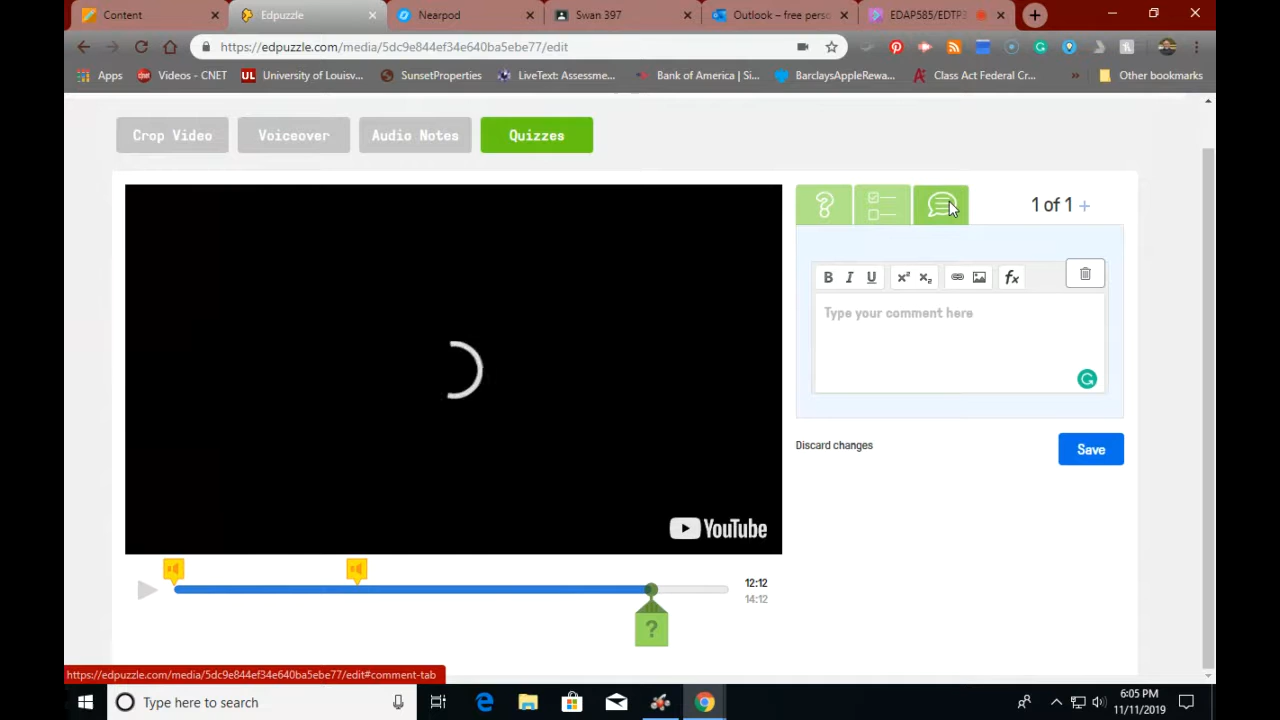 Content
Edpuzzle
Nearpod
Swan 397
Outlook – free perso
EDAP585/EDTP
https://edpuzzle.com/media/5dc9e844ef34e640ba5ebe77/edit
Apps
Videos - CNET
University of Louisv...
SunsetProperties
LiveText: Assessme...
Bank of America | Si...
BarclaysAppleRewa...
Class Act Federal Cr...
»
Other bookmarks
Crop Video
Voiceover
Audio Notes
Quizzes
1 of 1 +
B I U x² x₂ fx
Type your comment here
Discard changes
Save
YouTube
12:12
14:12
?
https://edpuzzle.com/media/5dc9e844ef34e640ba5ebe77/edit#comment-tab
Type here to search
6:05 PM
11/11/2019